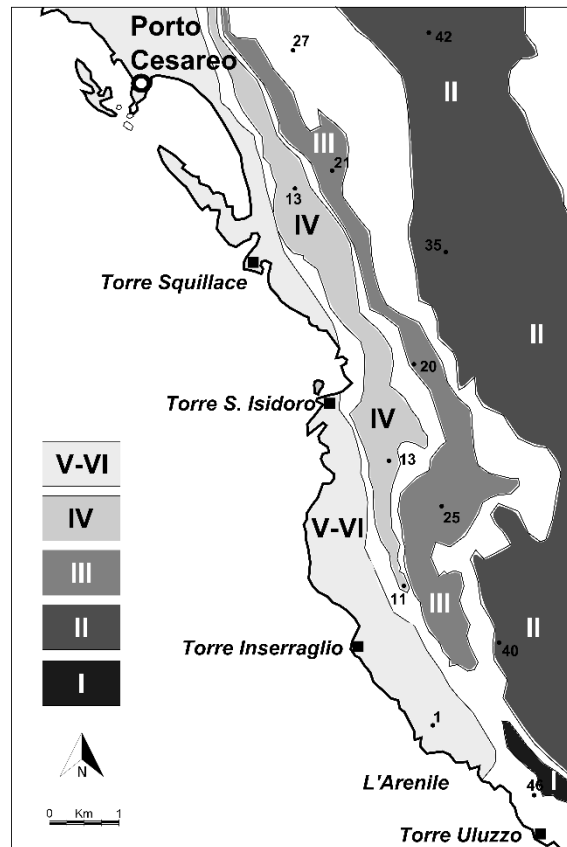 Porto
Cesareo
27
42
II
III
21
13
IV
35
Torre Squillace
II
20
Torre S. Isidoro
IV
13
V-VI
IV
III
II
I
V-VI
25
11
III
II
40
Torre Inserraglio
1
N
L'Arenile
I
46
0 Km 1
Torre Uluzzo